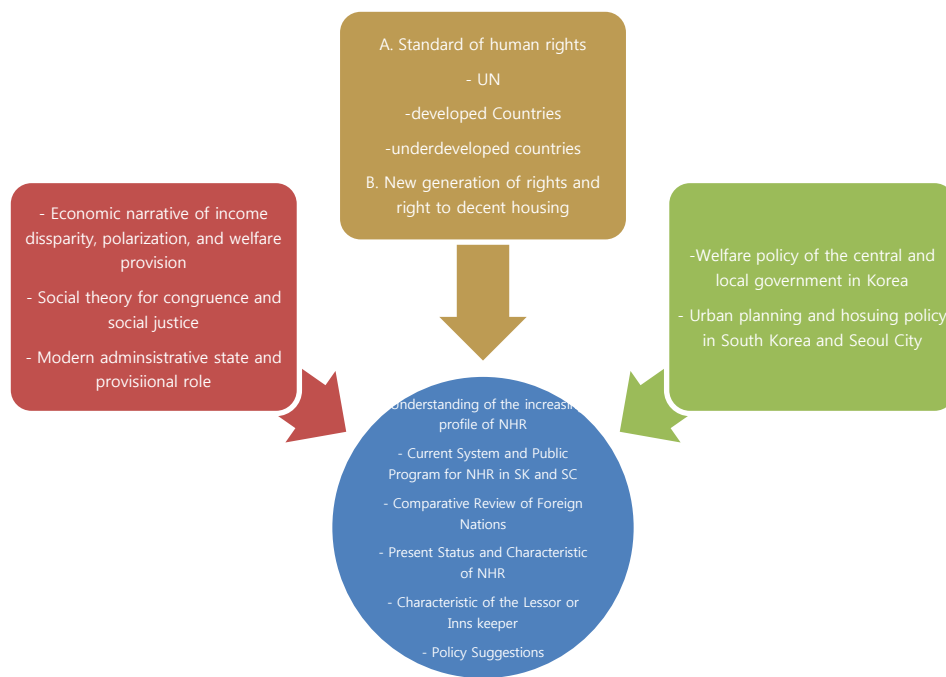 A. Standard of human rights
- UN
-developed Countries
-underdeveloped countries
B. New generation of rights and
right to decent housing
- Economic narrative of income
dissparity, polarization, and welfare
provision
- Social theory for congruence and
social justice
- Modern adminsistrative state and
provisiional role
-Welfare policy of the central and
local government in Korea
- Urban planning and hosuing policy
in South Korea and Seoul City
Understanding of the increasing
profile of NHR
- Current System and Public
Program for NHR in SK and SC
- Comparative Review of Foreign
Nations
- Present Status and Characteristic
of NHR
- Characteristic of the Lessor or
Inns keeper
- Policy Suggestions